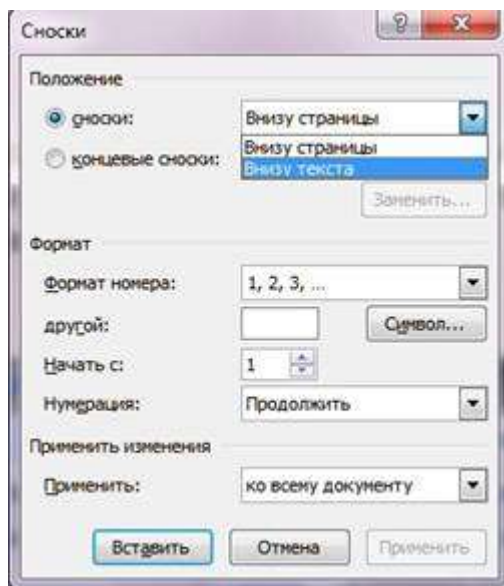 Сноски
Положение
сноски: Внизу страницы
Внизу страницы
концевые сноски: Внизу текста
Заменить...
Формат
Формат номера: 1, 2, 3, ...
другой: Символ...
Начать с: 1
Нумерация: Продолжить
Применить изменения
Применить: ко всему документу
Вставить Отмена Применить